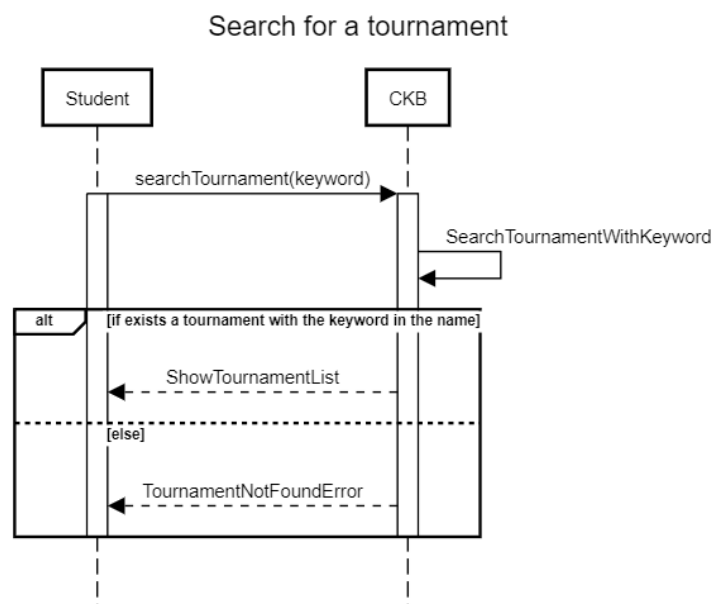 Search for a tournament
Student
CKB
searchTournament(keyword)
SearchTournamentWithKeyword
alt
[if exists a tournament with the keyword in the name]
ShowTournamentList
[else]
TournamentNotFoundError